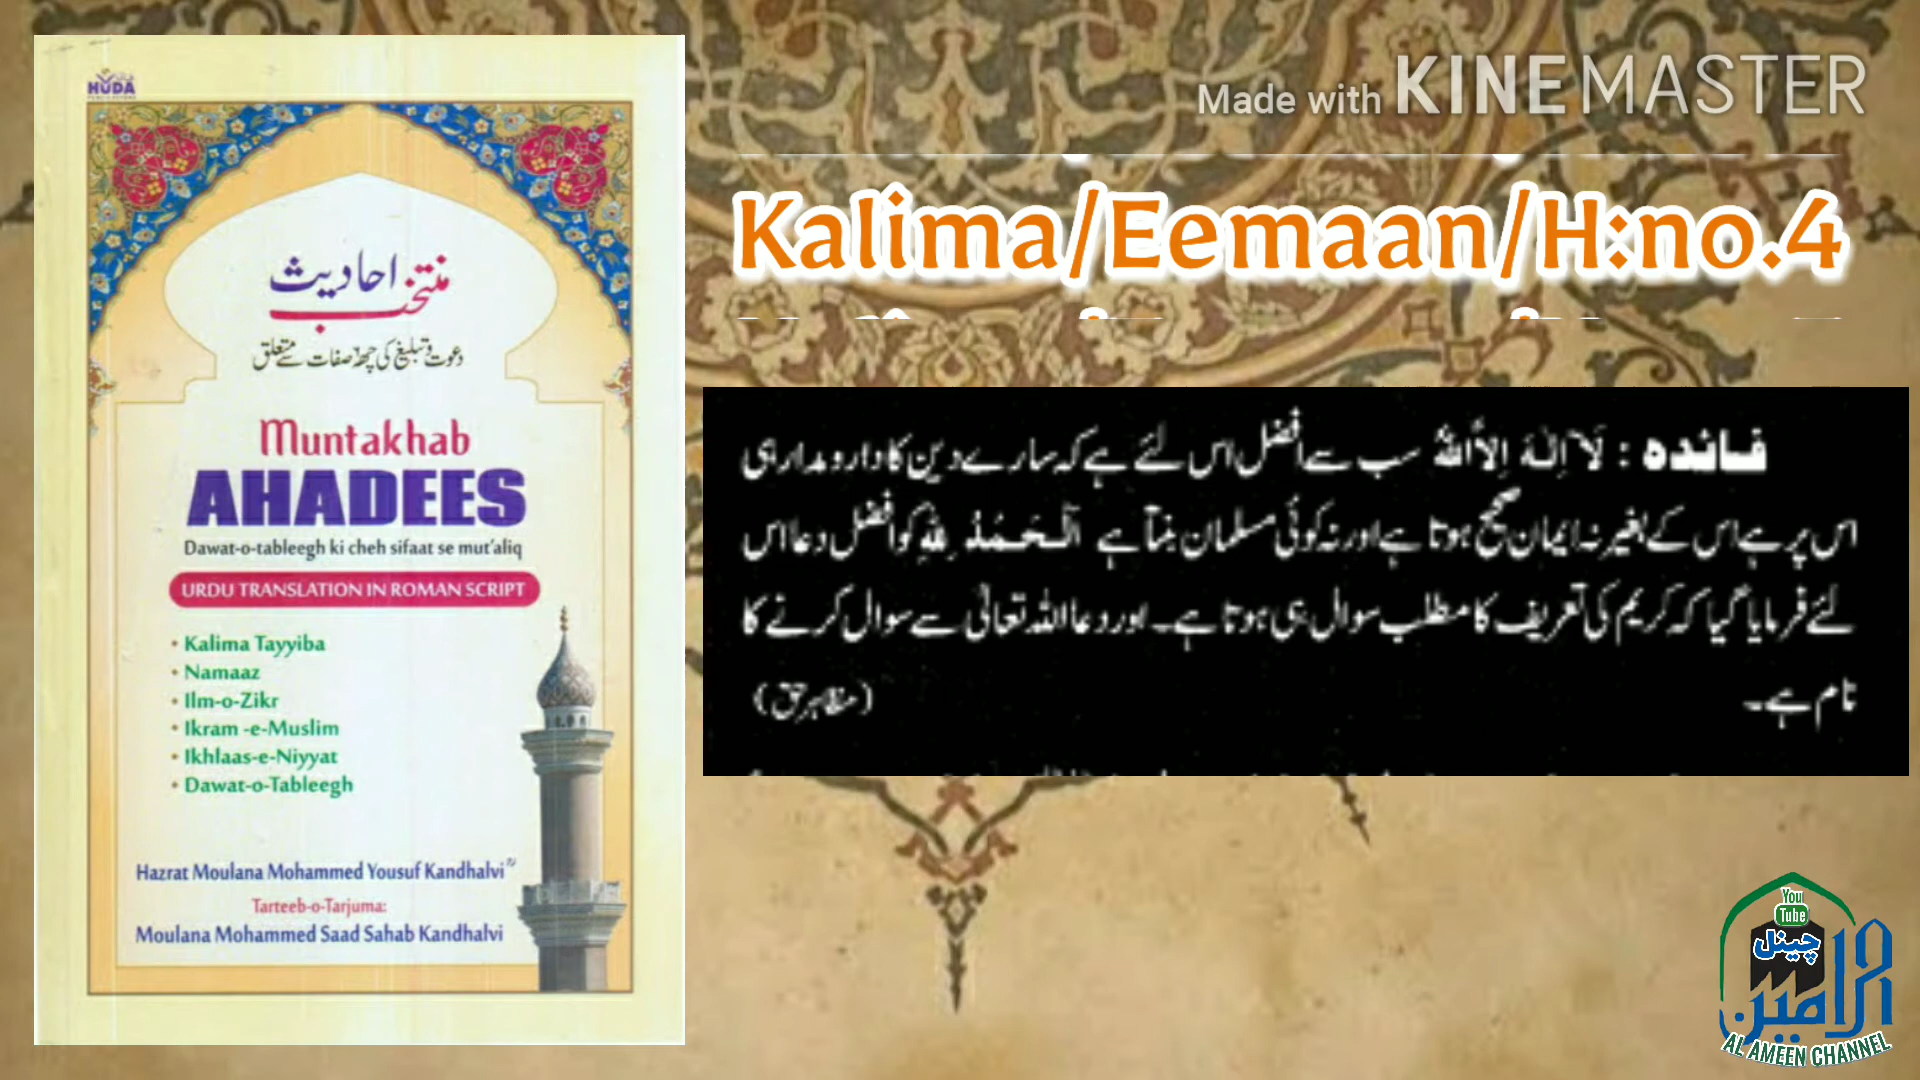 HUDA
منتخب احادیث
دعوت و تبلیغ کی چھ صفات سے متعلق
Muntakhab
AHADEES
Dawat-o-tableegh ki cheh sifaat se mut'aliq
URDU TRANSLATION IN ROMAN SCRIPT
• Kalima Tayyiba
• Namaaz
• Ilm-o-Zikr
• Ikram -e-Muslim
• Ikhlaas-e-Niyyat
• Dawat-o-Tableegh
Hazrat Moulana Mohammed Yousuf Kandhalvi
Tarteeb-o-Tarjuma:
Moulana Mohammed Saad Sahab Kandhalvi
Made with KINEMASTER
Kalima/Eemaan/H:no.4
فائدہ : لَآ اِلٰہَ اِلَّا اللّٰہُ سب سے افضل اس لئے ہے کہ سارے دین کا دارومدار ہی
اس پر ہے اس کے بغیر نہ ایمان صحیح ہوتا ہے اور نہ کوئی مسلمان بنتا ہے اَلْحَمْدُ لِلّٰہِ کو افضل دعا اس
لئے فرمایا گیا کہ کریم کی تعریف کا مطلب سوال ہی ہوتا ہے۔ اور دعا اللہ تعالیٰ سے سوال کرنے کا
نام ہے۔ (مظاہر حق)
You
Tube
چینل
الامین
AL AMEEN CHANNEL